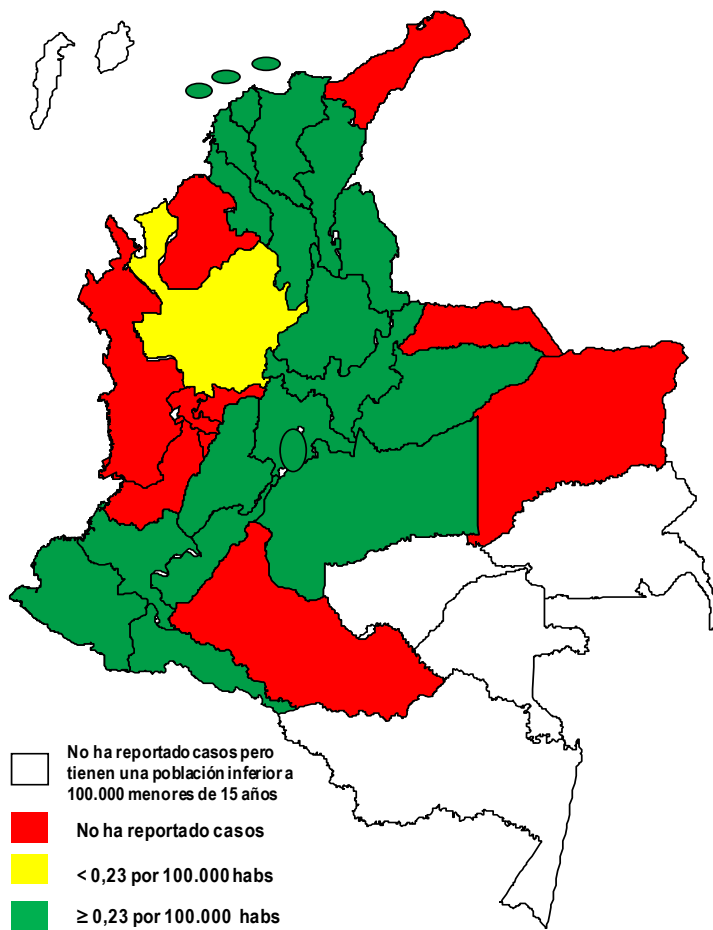 No ha reportado casos pero
tienen una población inferior a
100.000 menores de 15 años
No ha reportado casos
< 0,23 por 100.000 habs
≥ 0,23 por 100.000 habs